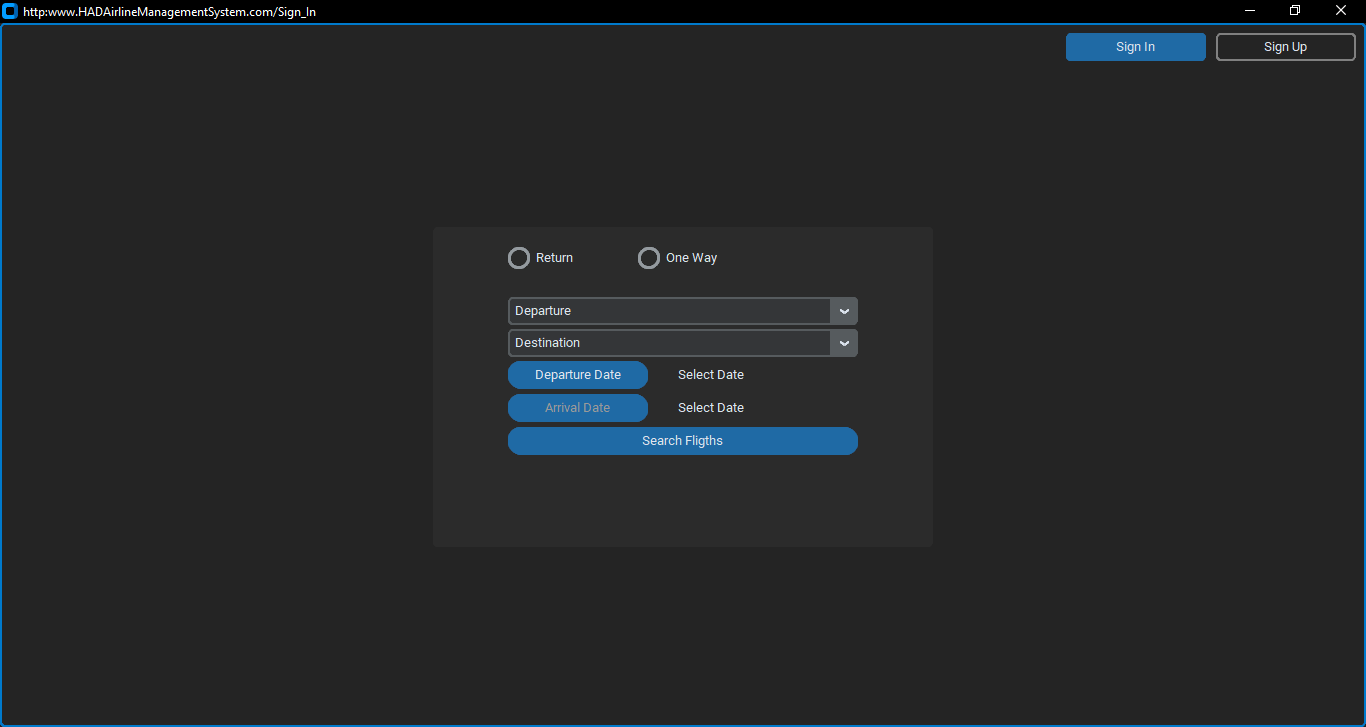 http:www.HADAirlineManagementSystem.com/Sign_In
Sign In Sign Up
Return One Way
Departure
Destination
Departure Date Select Date
Arrival Date Select Date
Search Fligths